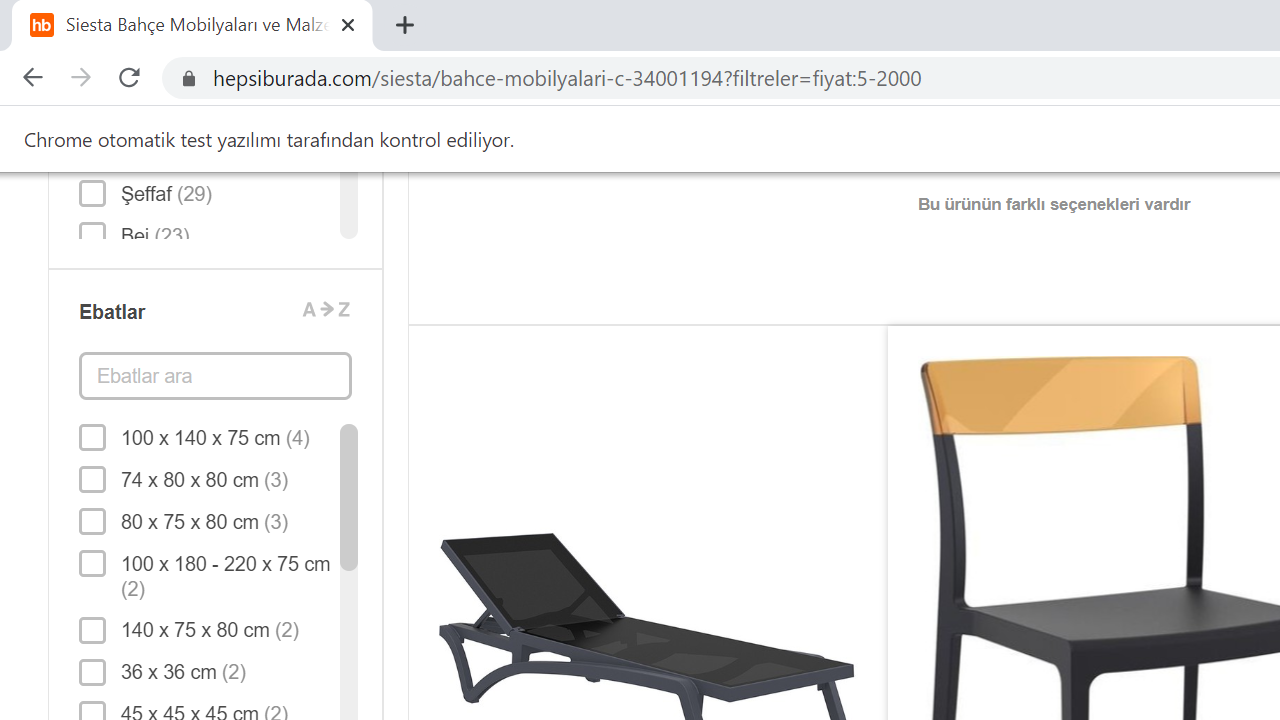 hb Siesta Bahçe Mobilyaları ve Malze
hepsiburada.com/siesta/bahce-mobilyalari-c-34001194?filtreler=fiyat:5-2000
Chrome otomatik test yazılımı tarafından kontrol ediliyor.
Şeffaf (29)
Bej (23)
Bu ürünün farklı seçenekleri vardır
Ebatlar A→Z
Ebatlar ara
100 x 140 x 75 cm (4)
74 x 80 x 80 cm (3)
80 x 75 x 80 cm (3)
100 x 180 - 220 x 75 cm
(2)
140 x 75 x 80 cm (2)
36 x 36 cm (2)
45 x 45 x 45 cm (2)